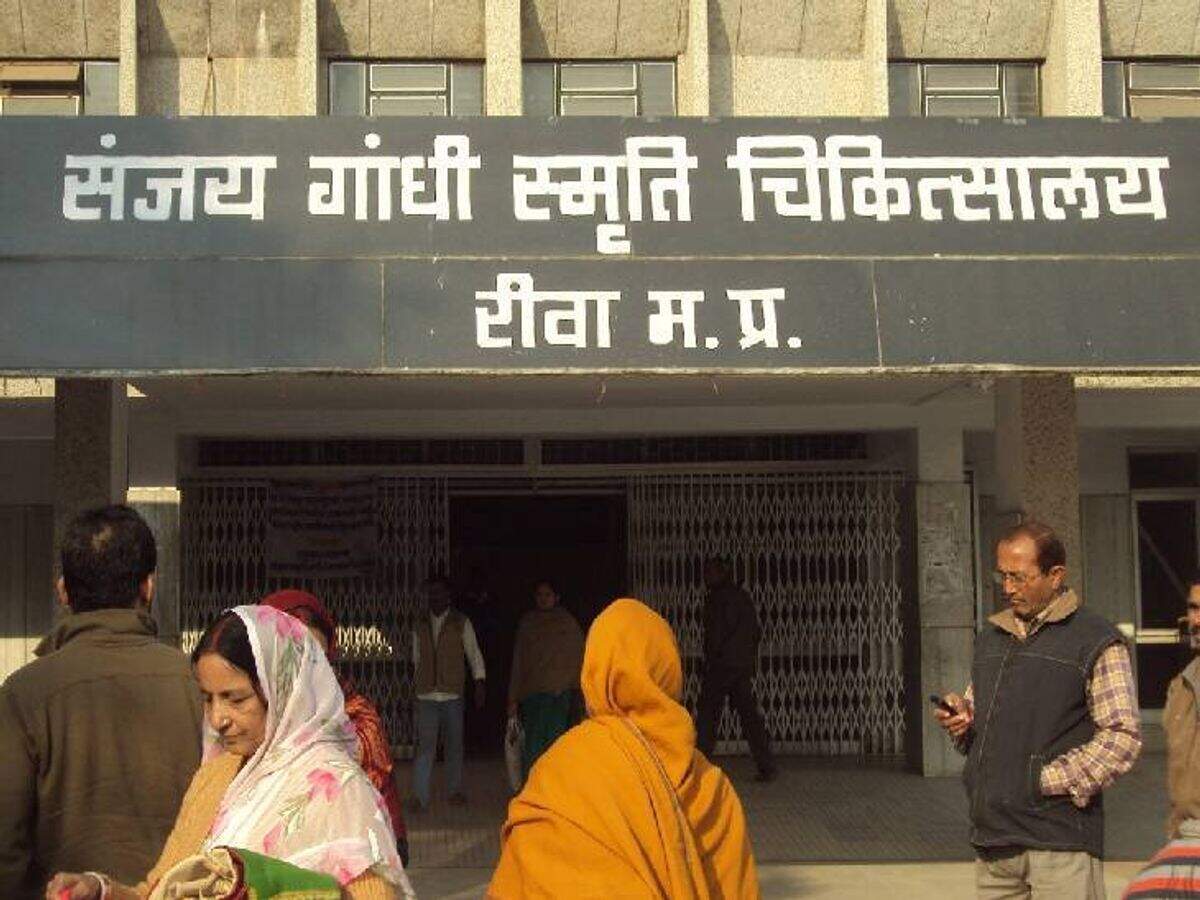 संजय गांधी स्मृति चिकित्सालय
रीवा म.प्र.